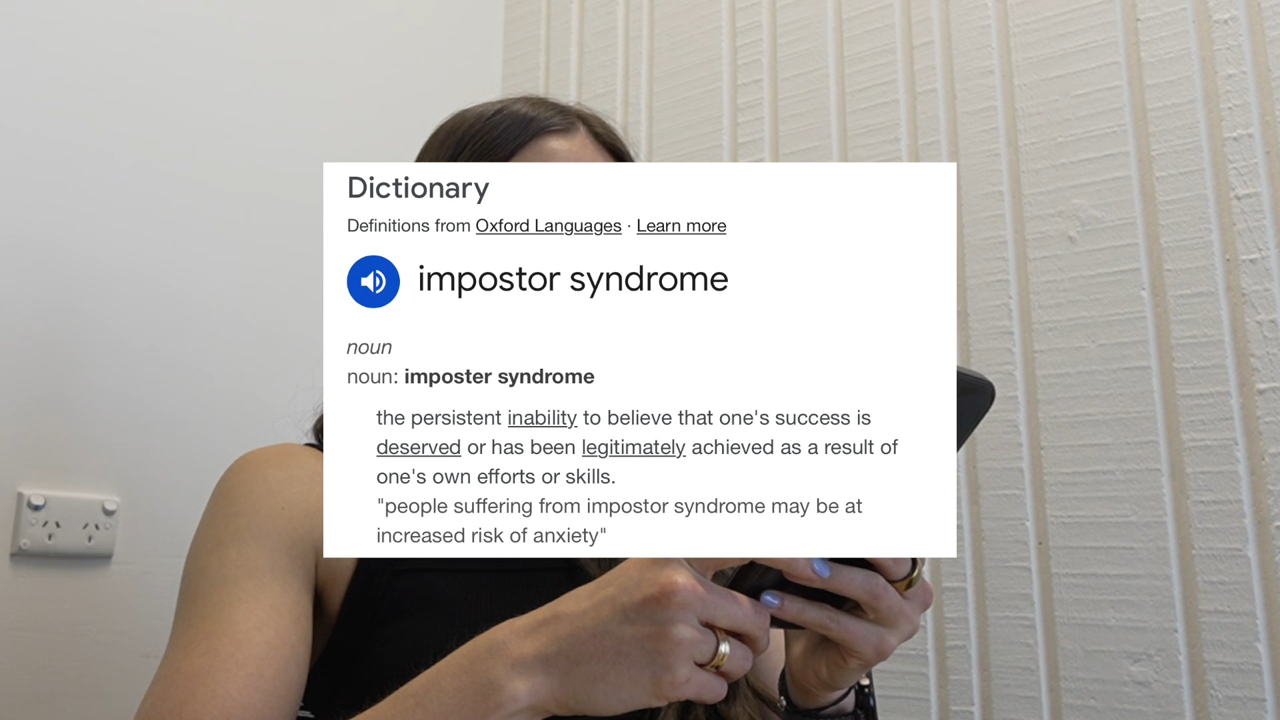 Dictionary
Definitions from Oxford Languages · Learn more
impostor syndrome
noun
noun: imposter syndrome
the persistent inability to believe that one's success is
deserved or has been legitimately achieved as a result of
one's own efforts or skills.
"people suffering from impostor syndrome may be at
increased risk of anxiety"